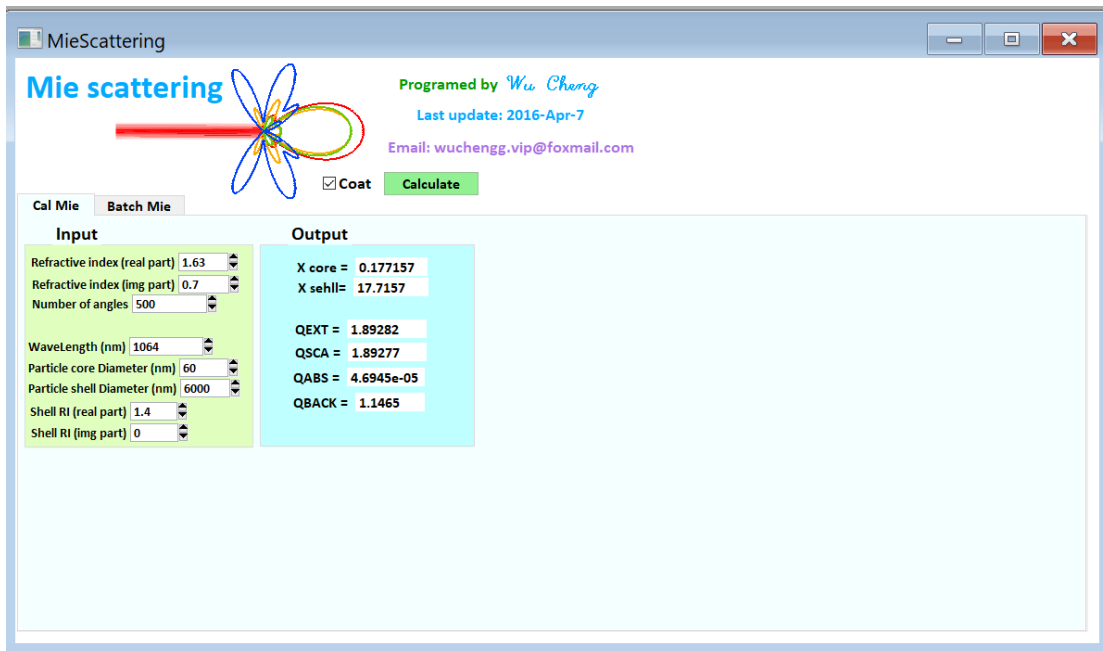 MieScattering
Mie scattering
Programed by Wu Cheng
Last update: 2016-Apr-7
Email: wuchengg.vip@foxmail.com
Coat Calculate
Cal Mie Batch Mie
Input
Refractive index (real part) 1.63
Refractive index (img part) 0.7
Number of angles 500
WaveLength (nm) 1064
Particle core Diameter (nm) 60
Particle shell Diameter (nm) 6000
Shell RI (real part) 1.4
Shell RI (img part) 0
Output
X core = 0.177157
X sehll= 17.7157
QEXT = 1.89282
QSCA = 1.89277
QABS = 4.6945e-05
QBACK = 1.1465